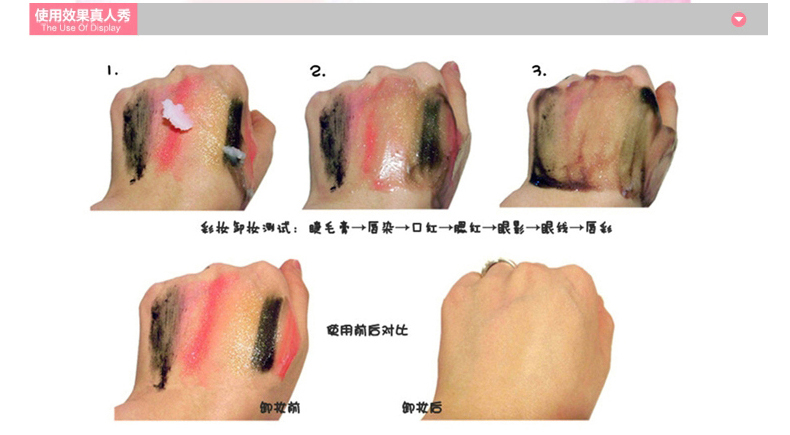 使用效果真人秀
The Use Of Display
1.
2.
3.
彩妆卸妆测试：睫毛膏→唇染→口红→腮红→眼影→眼线→唇彩
使用前后对比
卸妆前
卸妆后